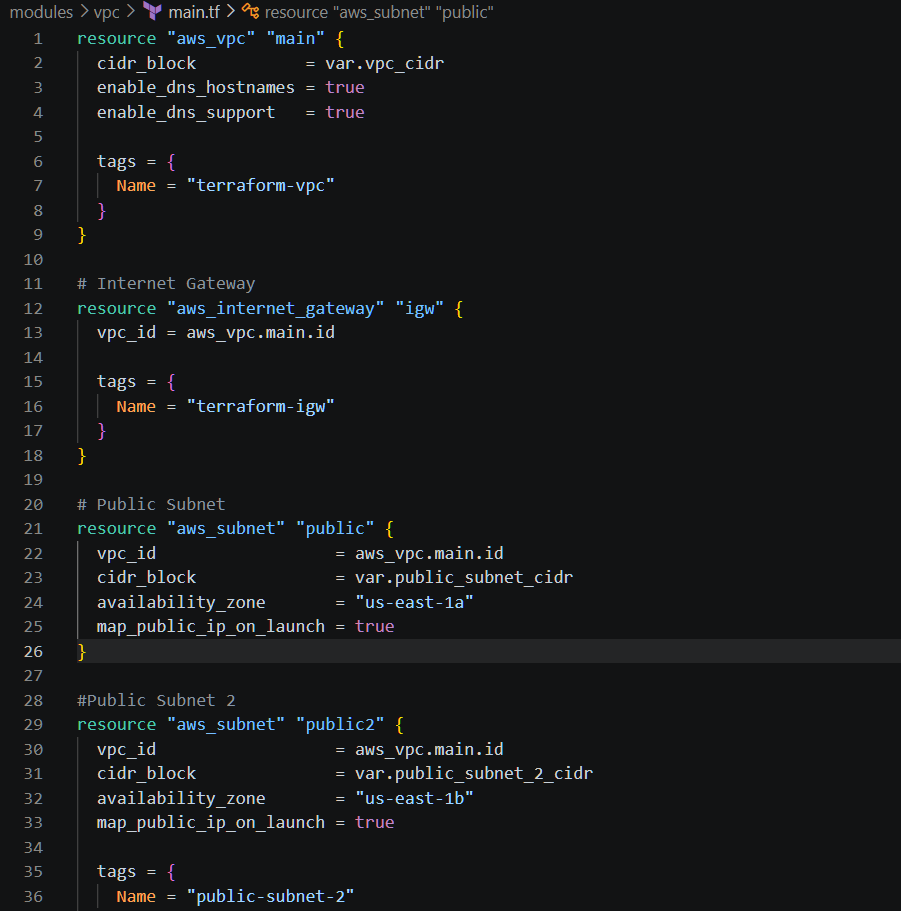 modules > vpc > main.tf > resource "aws_subnet" "public"
1 resource "aws_vpc" "main" {
2   cidr_block           = var.vpc_cidr
3   enable_dns_hostnames = true
4   enable_dns_support   = true
5
6   tags = {
7     Name = "terraform-vpc"
8   }
9 }
10
11 # Internet Gateway
12 resource "aws_internet_gateway" "igw" {
13   vpc_id = aws_vpc.main.id
14
15   tags = {
16     Name = "terraform-igw"
17   }
18 }
19
20 # Public Subnet
21 resource "aws_subnet" "public" {
22   vpc_id                  = aws_vpc.main.id
23   cidr_block              = var.public_subnet_cidr
24   availability_zone       = "us-east-1a"
25   map_public_ip_on_launch = true
26 }
27
28 #Public Subnet 2
29 resource "aws_subnet" "public2" {
30   vpc_id                  = aws_vpc.main.id
31   cidr_block              = var.public_subnet_2_cidr
32   availability_zone       = "us-east-1b"
33   map_public_ip_on_launch = true
34
35   tags = {
36     Name = "public-subnet-2"